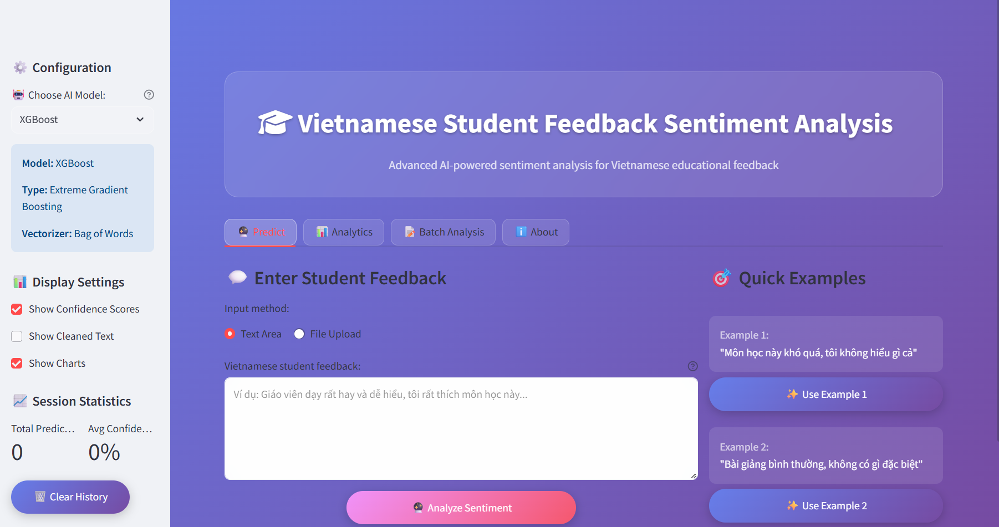 Configuration
Choose AI Model:
XGBoost
Model: XGBoost
Type: Extreme Gradient
Boosting
Vectorizer: Bag of Words
Display Settings
Show Confidence Scores
Show Cleaned Text
Show Charts
Session Statistics
Total Predic...
Avg Confide...
0
0%
Clear History
Vietnamese Student Feedback Sentiment Analysis
Advanced AI-powered sentiment analysis for Vietnamese educational feedback
Predict
Analytics
Batch Analysis
About
Enter Student Feedback
Input method:
Text Area
File Upload
Vietnamese student feedback:
Ví dụ: Giáo viên dạy rất hay và dễ hiểu, tôi rất thích môn học này...
Analyze Sentiment
Quick Examples
Example 1:
"Môn học này khó quá, tôi không hiểu gì cả"
Use Example 1
Example 2:
"Bài giảng bình thường, không có gì đặc biệt"
Use Example 2